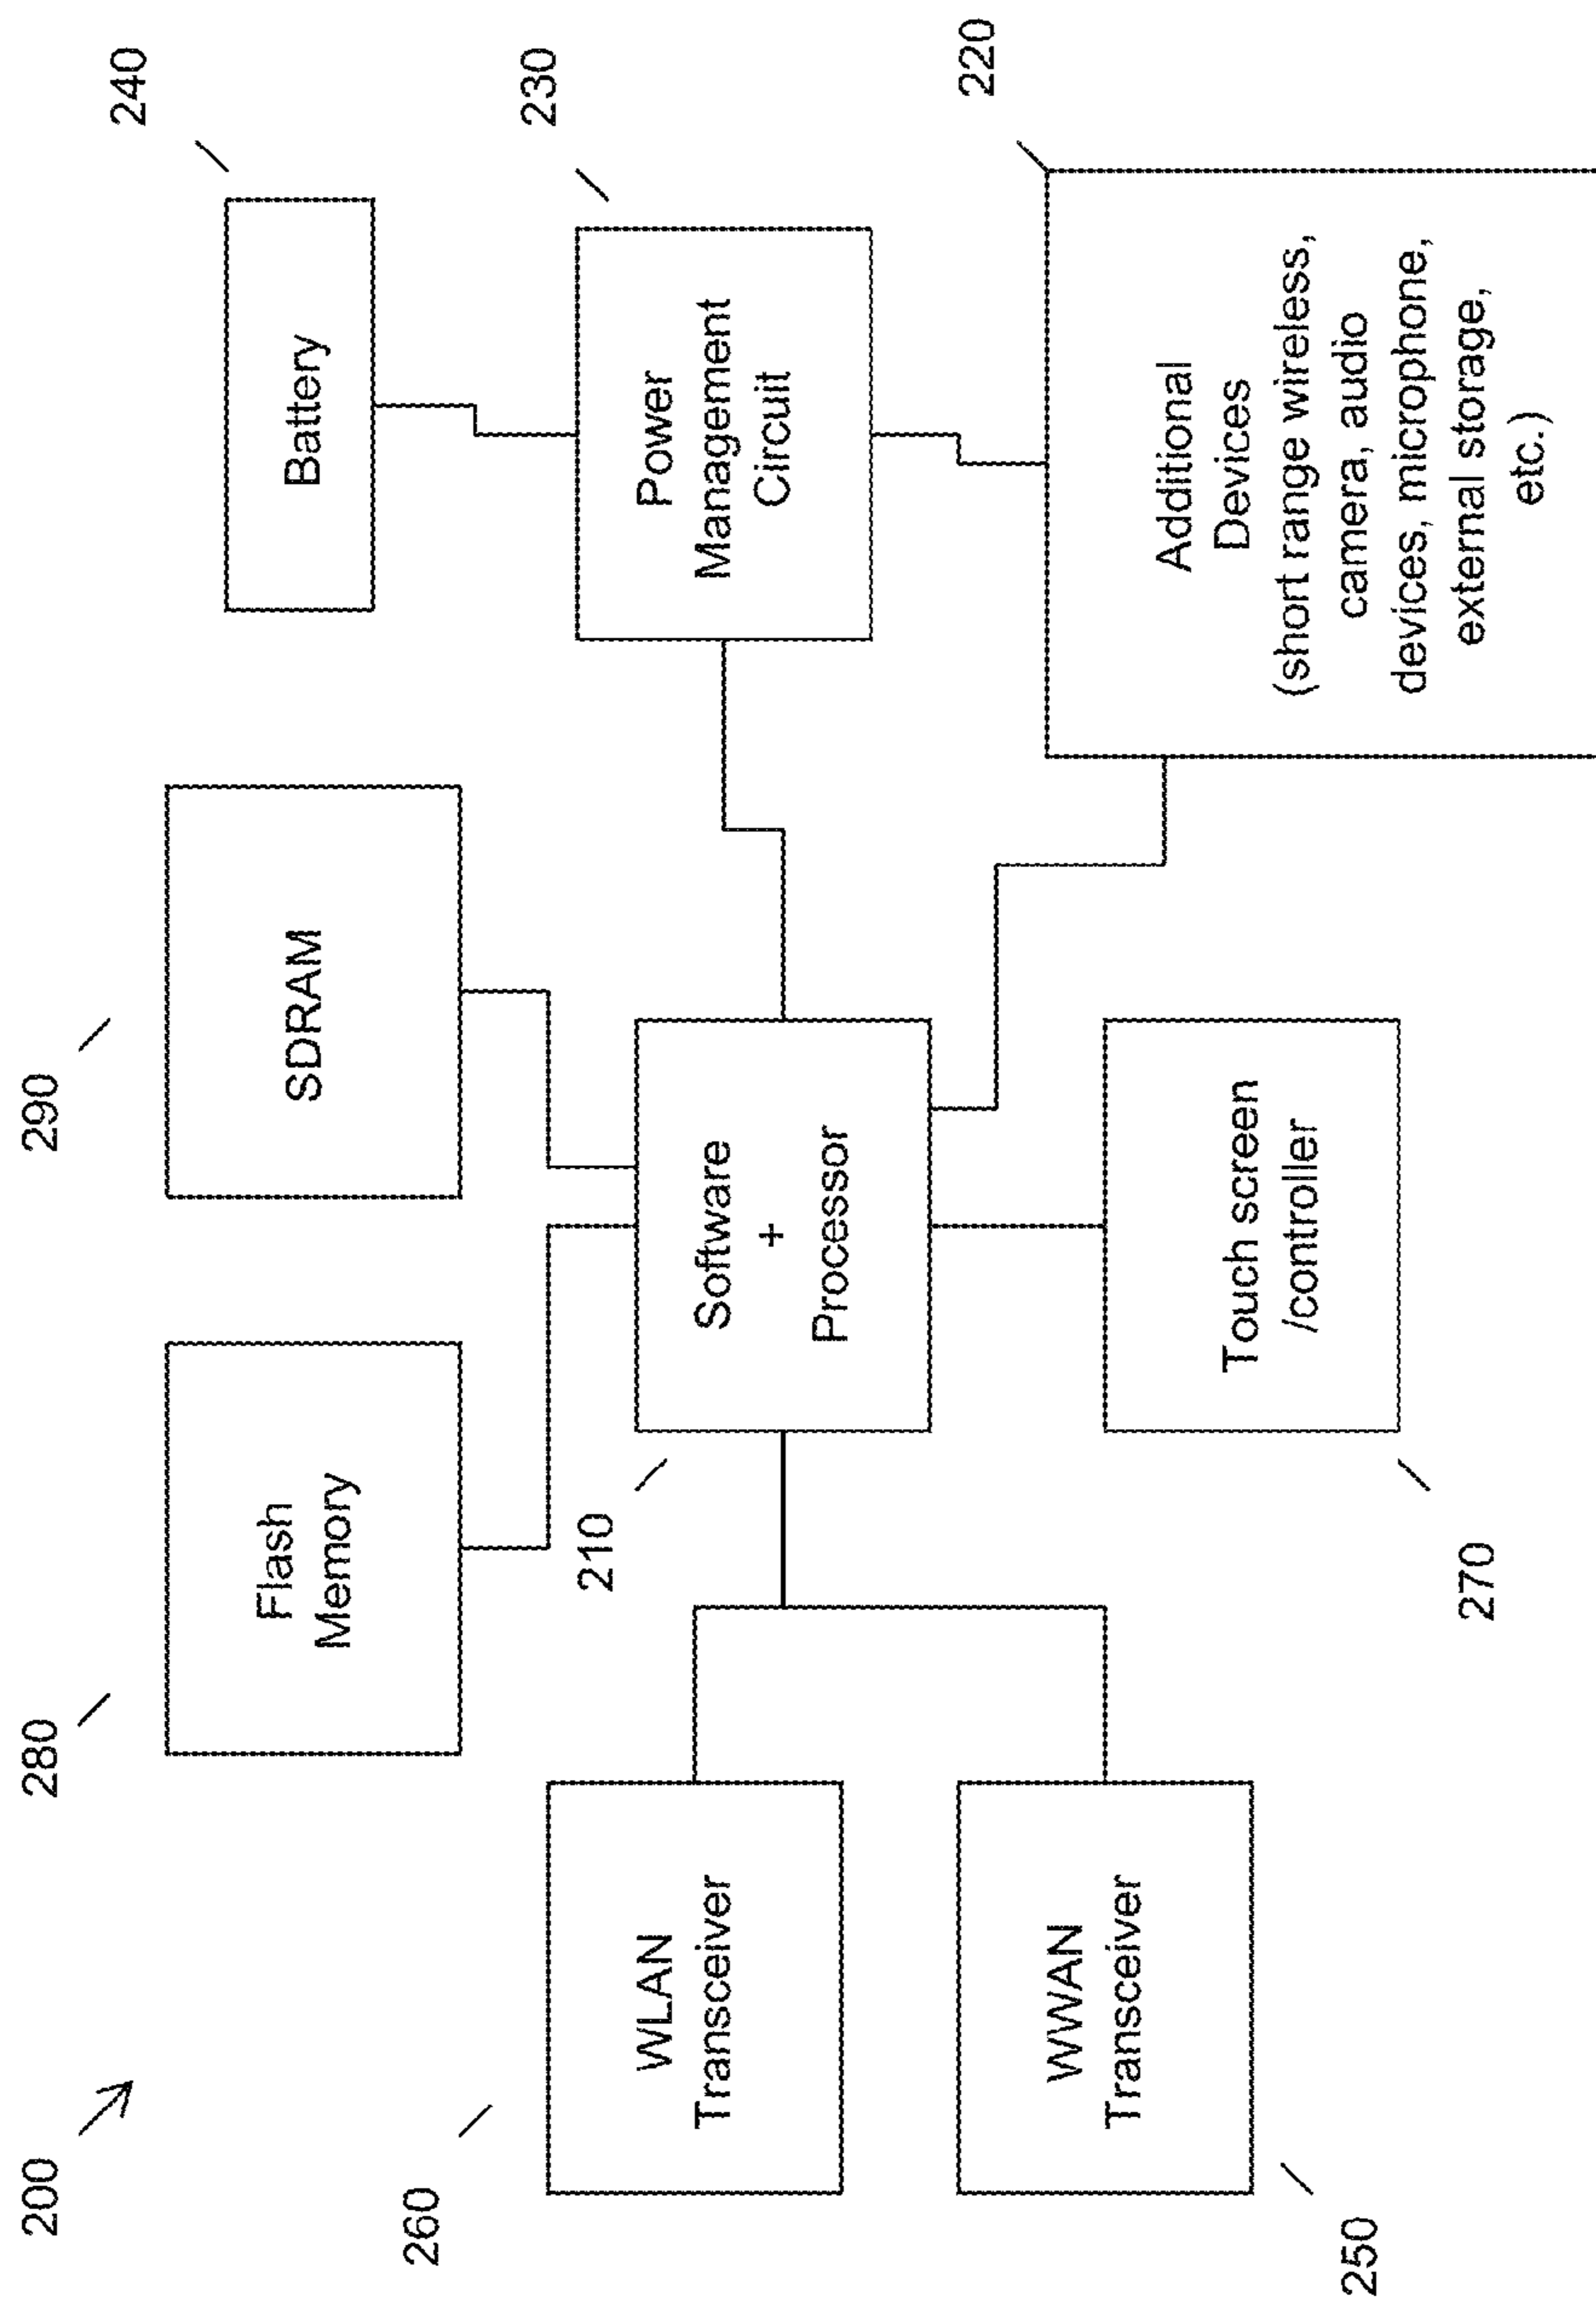 200
280
Flash
Memory
290
SDRAM
240
Battery
260
WLAN
Transceiver
210
Software
+
Processor
230
Power
Management
Circuit
250
WWAN
Transceiver
270
Touch screen
/controller
220
Additional
Devices
(short range wireless,
camera, audio
devices, microphone,
external storage,
etc.)